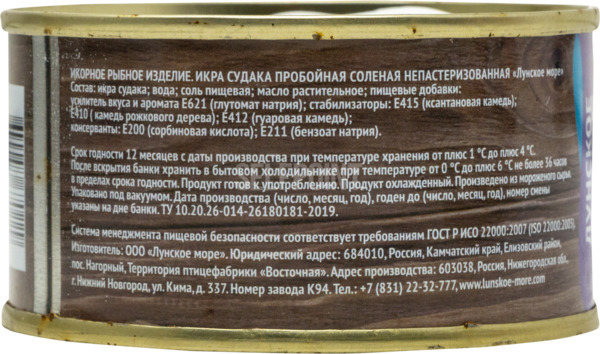 ИКОРНОЕ РЫБНОЕ ИЗДЕЛИЕ. ИКРА СУДАКА ПРОБОЙНАЯ СОЛЕНАЯ НЕПАСТЕРИЗОВАННАЯ «Лунское море»
Состав: икра судака; вода; соль пищевая; масло растительное; пищевые добавки:
усилитель вкуса и аромата Е621 (глутомат натрия); стабилизаторы: Е415 (ксантановая камедь);
Е410 ( камедь рожкового дерева); Е412 (гуаровая камедь);
консерванты: Е200 (сорбиновая кислота); Е211 (бензоат натрия).
Срок годности 12 месяцев с даты производства при температуре хранения от плюс 1 °С до плюс 4 °С.
После вскрытия банки хранить в бытовом холодильнике при температуре от 0 °С до плюс 6 °С не более 36 часов
в пределах срока годности. Продукт готов к употреблению. Продукт охлажденный. Произведено из мороженого сырья.
Упаковано под вакуумом. Дата производства (число, месяц, год), годен до (число, месяц, год), номер смены
указаны на дне банки. ТУ 10.20.26-014-26180181-2019.
Система менеджмента пищевой безопасности соответствует требованиям ГОСТ Р ИСО 22000:2007 (ISO 22000:2005).
Изготовитель: ООО «Лунское море». Юридический адрес: 684010, Россия, Камчатский край, Елизовский район,
пос. Нагорный, Территория птицефабрики "Восточная". Адрес производства: 603038, Россия, Нижегородская обл.,
г. Нижний Новгород, ул. Кима, д. 337. Номер завода К94. Тел.: +7 (831) 22-32-777, www.lunskoe-more.com
ЛУНСКОЕ